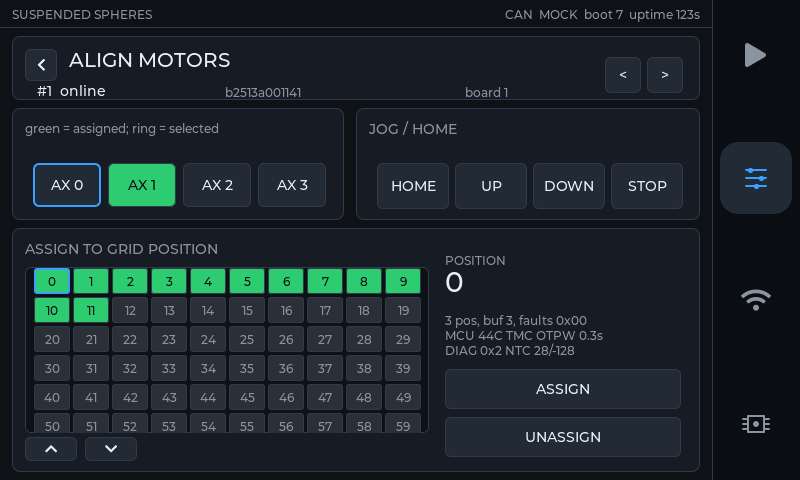 SUSPENDED SPHERES
CAN MOCK boot 7 uptime 123s
ALIGN MOTORS
#1 online
b2513a001141
board 1
< >
green = assigned; ring = selected
AX 0 AX 1 AX 2 AX 3
JOG / HOME
HOME UP DOWN STOP
ASSIGN TO GRID POSITION
0 1 2 3 4 5 6 7 8 9
10 11 12 13 14 15 16 17 18 19
20 21 22 23 24 25 26 27 28 29
30 31 32 33 34 35 36 37 38 39
40 41 42 43 44 45 46 47 48 49
50 51 52 53 54 55 56 57 58 59
POSITION
0
3 pos, buf 3, faults 0x00
MCU 44C TMC OTPW 0.3s
DIAG 0x2 NTC 28/-128
ASSIGN
UNASSIGN